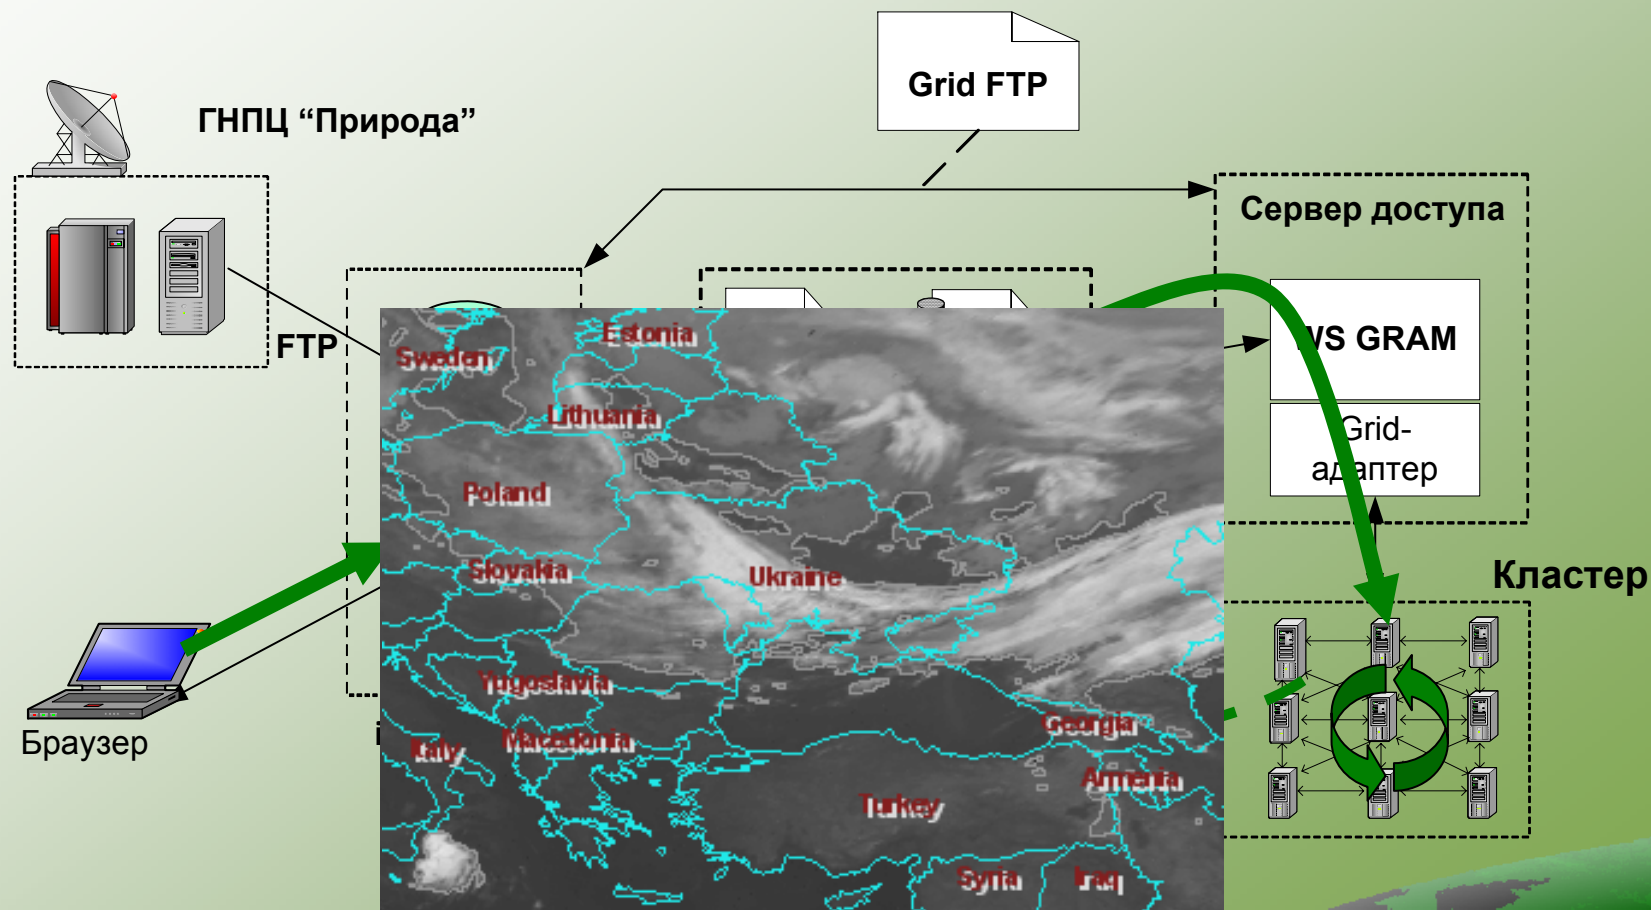 Grid FTP
ГНПЦ “Природа”
Сервер доступа
FTP
WS GRAM
Grid-
адаптер
Кластер
Браузер
Estonia
Sweden
Lithuania
Poland
Slovakia
Ukraine
Yugoslavia
Georgia
Italy
Macedonia
Armenia
Turkey
Syria
Iraq